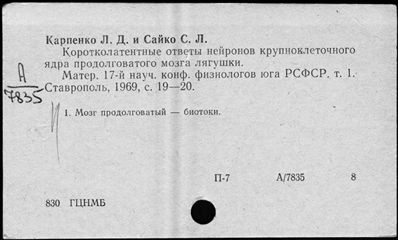 Карпенко Л. Д. и Сайко С. Л.
Коротколатентные ответы нейронов крупноклеточного
ядра продолговатого мозга лягушки.
Матер. 17-й науч. конф. физиологов юга РСФСР. т. 1.
Ставрополь, 1969, с. 19—20.
А
7835
1. Мозг продолговатый — биотоки.
П-7 А/7835 8
830 ГЦНМБ